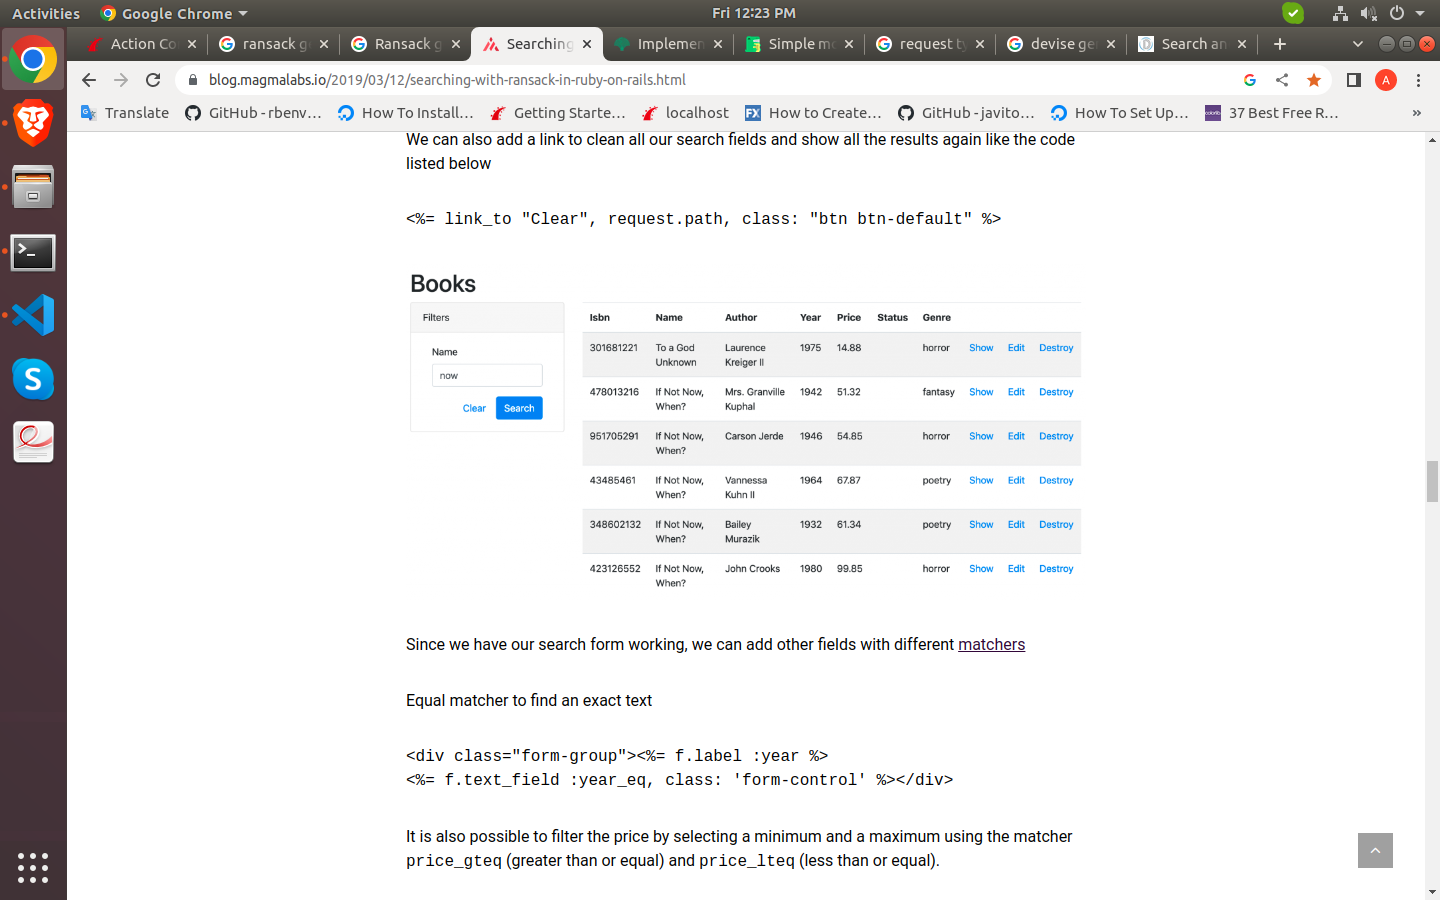 Activities Google Chrome Fri 12:23 PM
Action Co ransack ge Ransack g Searching Implemen Simple mo request ty devise ge Search an
blog.magmalabs.io/2019/03/12/searching-with-ransack-in-ruby-on-rails.html A
Translate GitHub - rbenv... How To Install... Getting Starte... localhost FX How to Create... GitHub - javito... How To Set Up... colorlib 37 Best Free R... »
We can also add a link to clean all our search fields and show all the results again like the code
listed below
<%= link_to "Clear", request.path, class: "btn btn-default" %>
Books
Filters
Name
now
Clear Search
Isbn Name Author Year Price Status Genre
301681221 To a God Laurence 1975 14.88 horror Show Edit Destroy
Unknown Kreiger II
478013216 If Not Now, Mrs. Granville 1942 51.32 fantasy Show Edit Destroy
When? Kuphal
951705291 If Not Now, Carson Jerde 1946 54.85 horror Show Edit Destroy
When?
43485461 If Not Now, Vannessa 1964 67.87 poetry Show Edit Destroy
When? Kuhn II
348602132 If Not Now, Bailey 1932 61.34 poetry Show Edit Destroy
When? Murazik
423126552 If Not Now, John Crooks 1980 99.85 horror Show Edit Destroy
When?
Since we have our search form working, we can add other fields with different matchers
Equal matcher to find an exact text
<div class="form-group"><%= f.label :year %>
<%= f.text_field :year_eq, class: 'form-control' %></div>
It is also possible to filter the price by selecting a minimum and a maximum using the matcher
price_gteq (greater than or equal) and price_lteq (less than or equal).